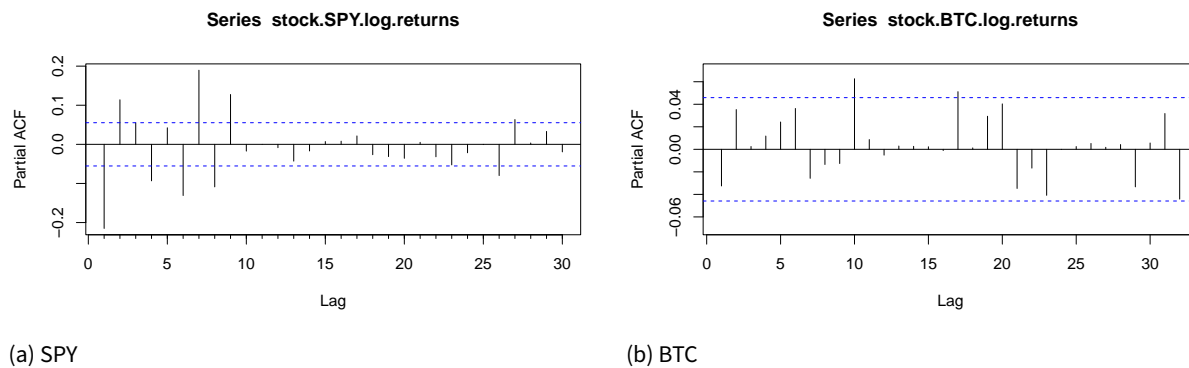 Series stock.SPY.log.returns
Partial ACF
0.2
0.1
0.0
−0.2
0 5 10 15 20 25 30
Lag
(a) SPY
Series stock.BTC.log.returns
Partial ACF
0.04
0.00
−0.06
0 5 10 15 20 25 30
Lag
(b) BTC